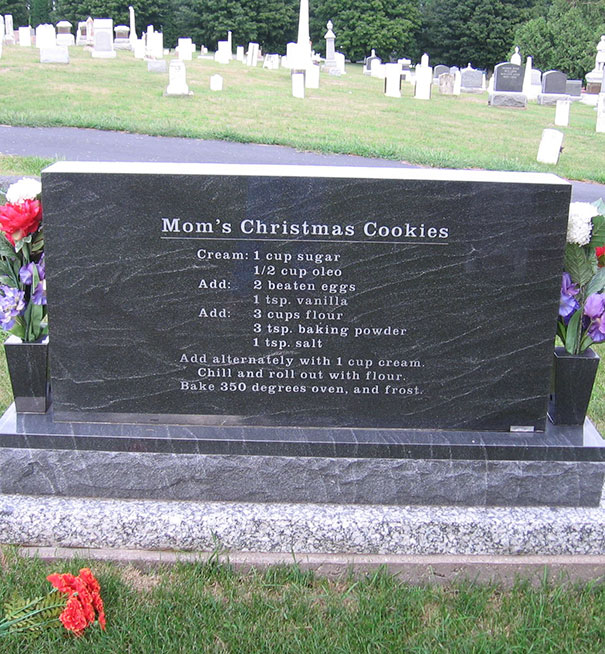 Mom's Christmas Cookies
Cream: 1 cup sugar
1/2 cup oleo
Add: 2 beaten eggs
1 tsp. vanilla
Add: 3 cups flour
3 tsp. baking powder
1 tsp. salt
Add alternately with 1 cup cream.
Chill and roll out with flour.
Bake 350 degrees oven, and frost.